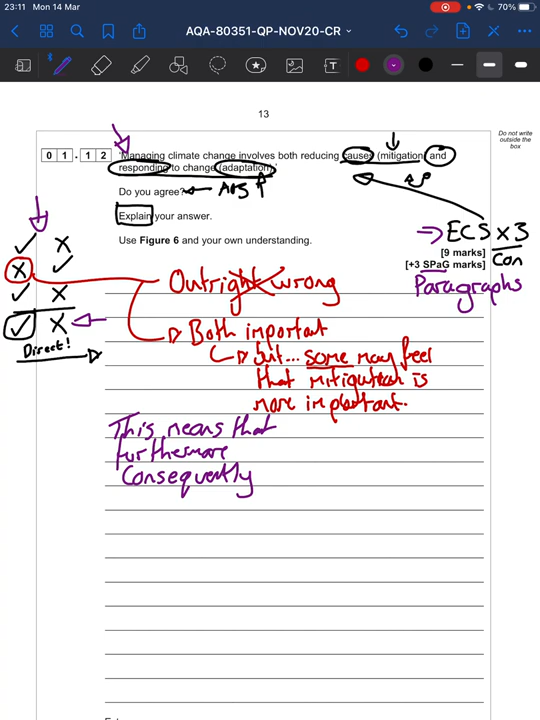 23:11 Mon 14 Mar
70%
AQA-80351-QP-NOV20-CR
13
Do not write
outside the
box
0 1 . 1 2 'Managing climate change involves both reducing causes (mitigation) and
responding to change (adaptation)'
Do you agree?
Explain your answer.
Use Figure 6 and your own understanding.
ECS x 3
[9 marks]
[+3 SPaG marks]
Con
Paragraphs
Direct!
Outright wrong
Both important
but... some may feel
that mitigation is
more important.
This means that
furthermore
Consequently